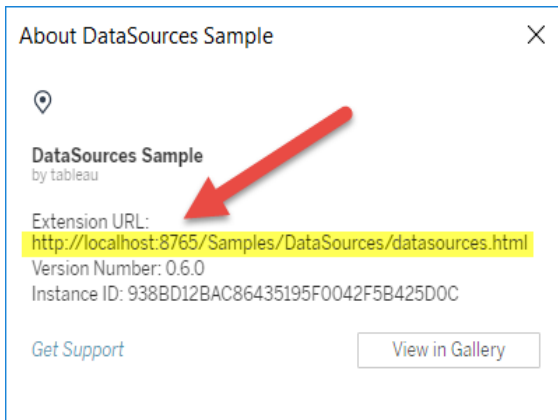 About DataSources Sample
DataSources Sample
by tableau
Extension URL:
http://localhost:8765/Samples/DataSources/datasources.html
Version Number: 0.6.0
Instance ID: 938BD12BAC86435195F0042F5B425D0C
Get Support
View in Gallery